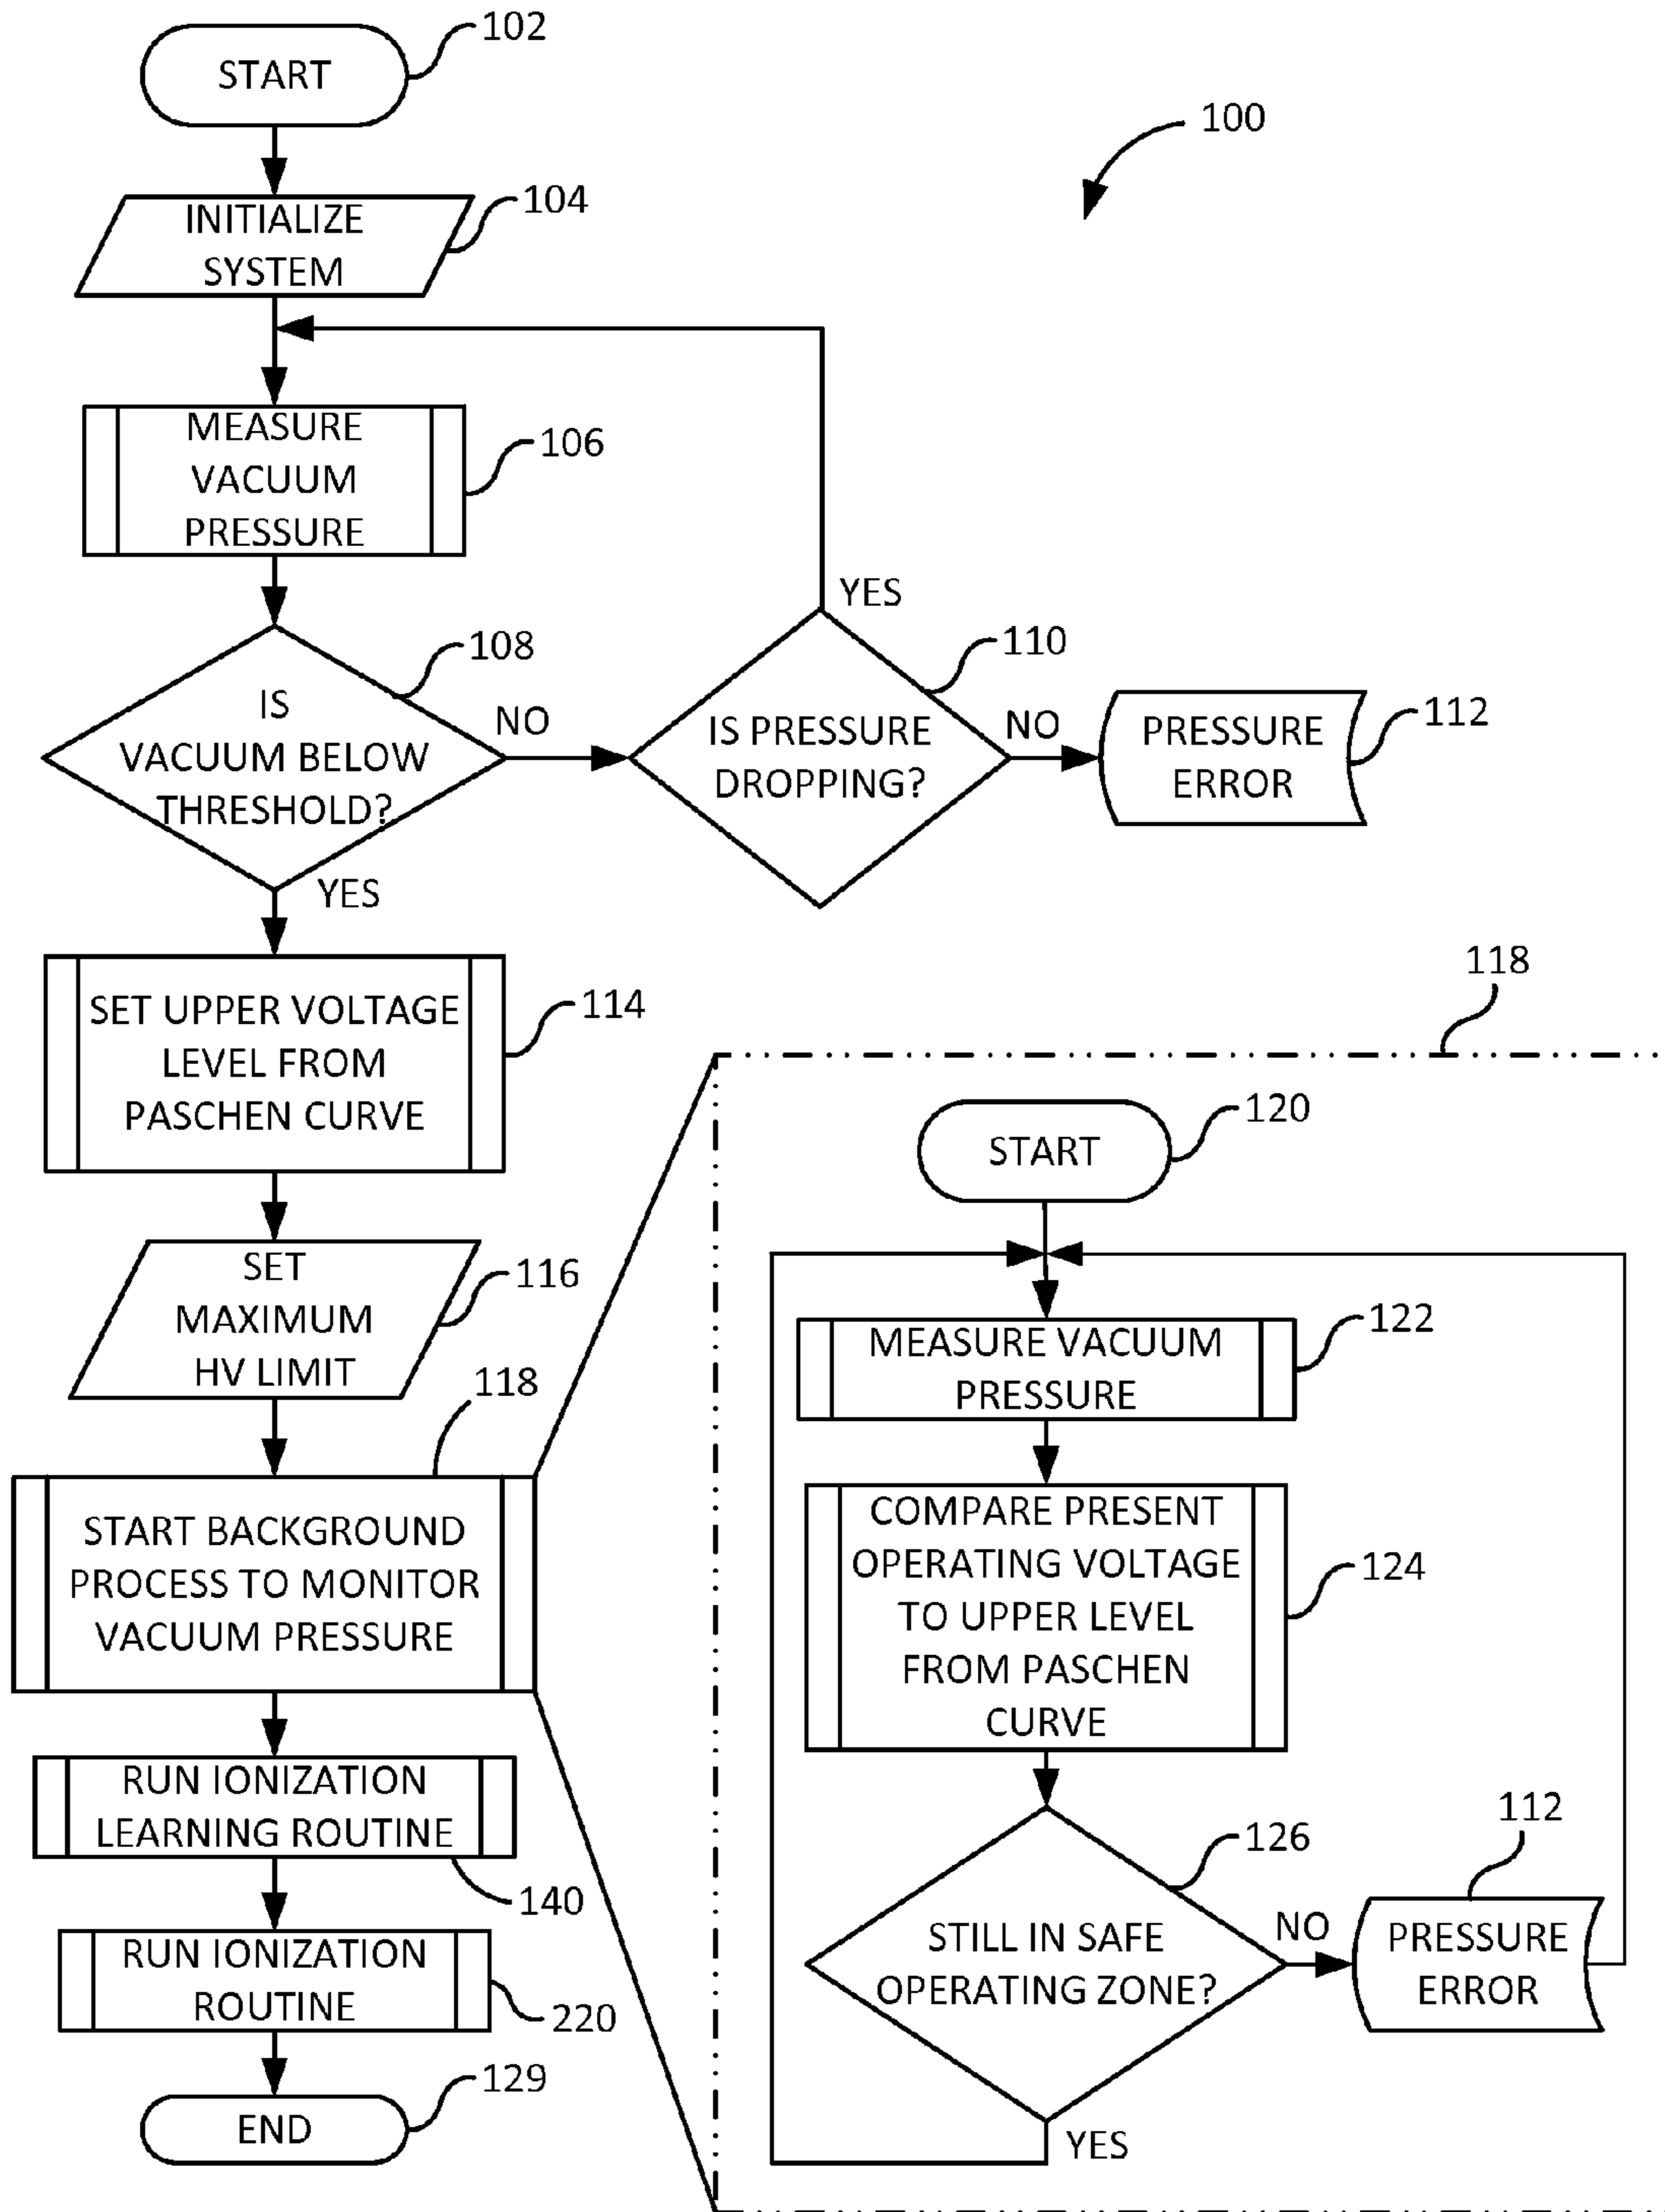 START
102
100
INITIALIZE
SYSTEM
104
MEASURE
VACUUM
PRESSURE
106
IS
VACUUM BELOW
THRESHOLD?
108
NO
YES
IS PRESSURE
DROPPING?
110
YES
NO
PRESSURE
ERROR
112
SET UPPER VOLTAGE
LEVEL FROM
PASCHEN CURVE
114
SET
MAXIMUM
HV LIMIT
116
118
START BACKGROUND
PROCESS TO MONITOR
VACUUM PRESSURE
RUN IONIZATION
LEARNING ROUTINE
140
RUN IONIZATION
ROUTINE
220
END
129
118
START
120
MEASURE VACUUM
PRESSURE
122
COMPARE PRESENT
OPERATING VOLTAGE
TO UPPER LEVEL
FROM PASCHEN
CURVE
124
STILL IN SAFE
OPERATING ZONE?
126
NO
YES
112
PRESSURE
ERROR